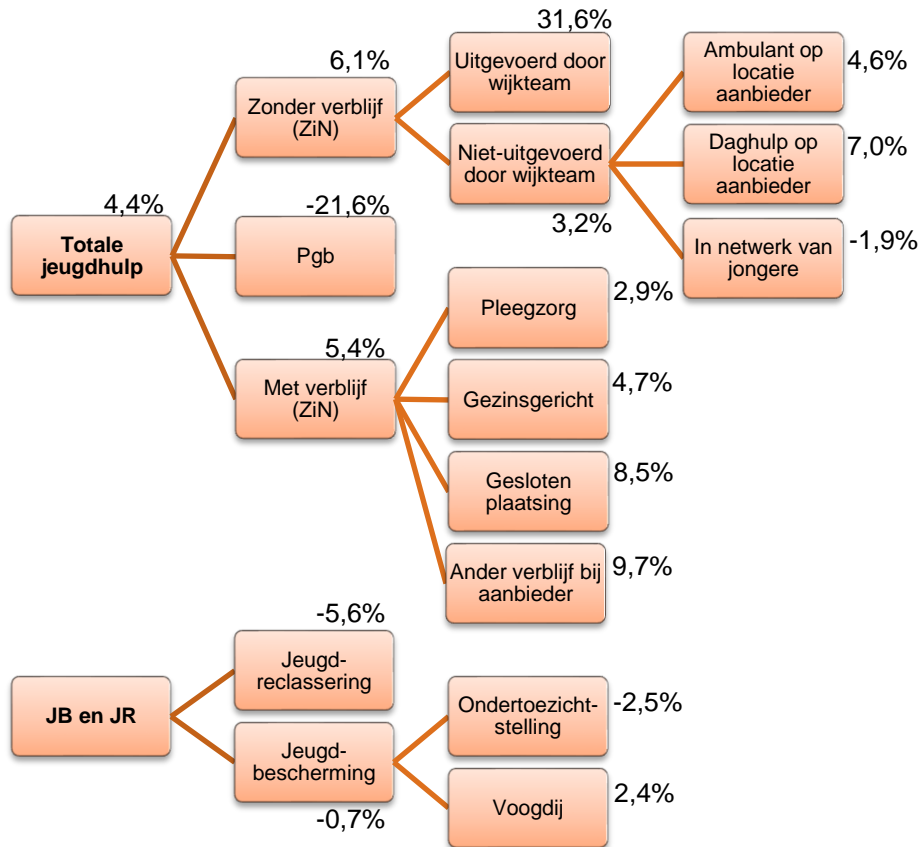 4,4%
Totale
jeugdhulp
6,1%
Zonder verblijf
(ZiN)
31,6%
Uitgevoerd door
wijkteam
Niet-uitgevoerd
door wijkteam
3,2%
Ambulant op
locatie
aanbieder
4,6%
Daghulp op
locatie
aanbieder
7,0%
In netwerk van
jongere
-1,9%
-21,6%
Pgb
5,4%
Met verblijf
(ZiN)
Pleegzorg
2,9%
Gezinsgericht
4,7%
Gesloten
plaatsing
8,5%
Ander verblijf bij
aanbieder
9,7%
JB en JR
-5,6%
Jeugd-
reclassering
Jeugd-
bescherming
-0,7%
Ondertoezicht-
stelling
-2,5%
Voogdij
2,4%